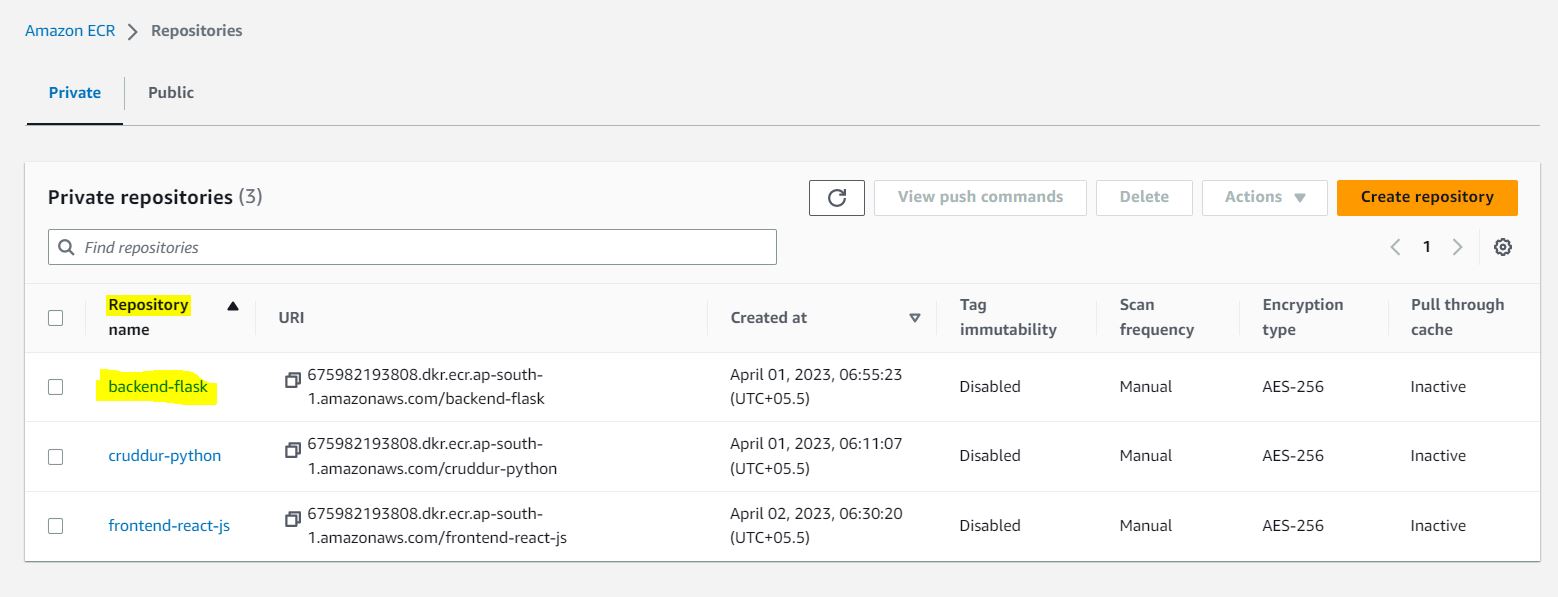 Amazon ECR Repositories
Private Public
Private repositories (3)
View push commands Delete Actions Create repository
Find repositories
1
Repository name URI Created at Tag immutability Scan frequency Encryption type Pull through cache
backend-flask 675982193808.dkr.ecr.ap-south-1.amazonaws.com/backend-flask April 01, 2023, 06:55:23 (UTC+05.5) Disabled Manual AES-256 Inactive
cruddur-python 675982193808.dkr.ecr.ap-south-1.amazonaws.com/cruddur-python April 01, 2023, 06:11:07 (UTC+05.5) Disabled Manual AES-256 Inactive
frontend-react-js 675982193808.dkr.ecr.ap-south-1.amazonaws.com/frontend-react-js April 02, 2023, 06:30:20 (UTC+05.5) Disabled Manual AES-256 Inactive